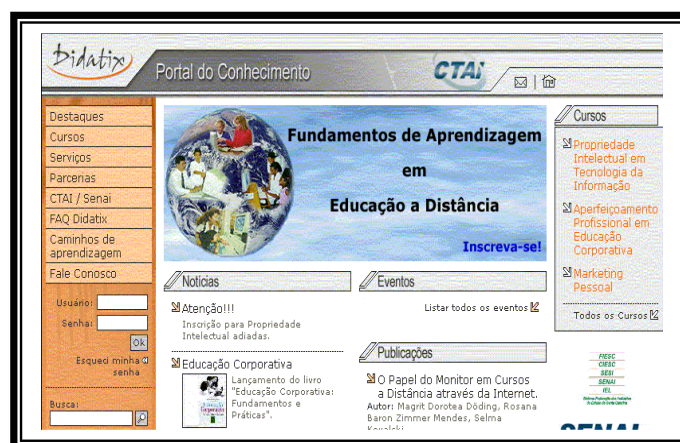 Didatix
Portal do Conhecimento
CTAI
Destaques
Cursos
Serviços
Parcerias
CTAI / Senai
FAQ Didatix
Caminhos de
aprendizagem
Fale Conosco
Usuário:
Senha:
Ok
Esqueci minha
senha
Busca:
Fundamentos de Aprendizagem
em
Educação a Distância
Inscreva-se!
Notícias
Atenção!!!
Inscrição para Propriedade
Intelectual adiadas.
Educação Corporativa
Lançamento do livro
"Educação Corporativa:
Fundamentos e
Práticas".
Eventos
Listar todos os eventos
Publicações
O Papel do Monitor em Cursos
a Distância através da Internet.
Autor: Magrit Dorotea Döding, Rosana
Baron Zimmer Mendes, Selma
Kovalski
Cursos
Propriedade
Intelectual em
Tecnologia da
Informação
Aperfeiçoamento
Profissional em
Educação
Corporativa
Marketing
Pessoal
Todos os Cursos
FIESC
CIESC
SESI
SENAI
IEL
SENAI